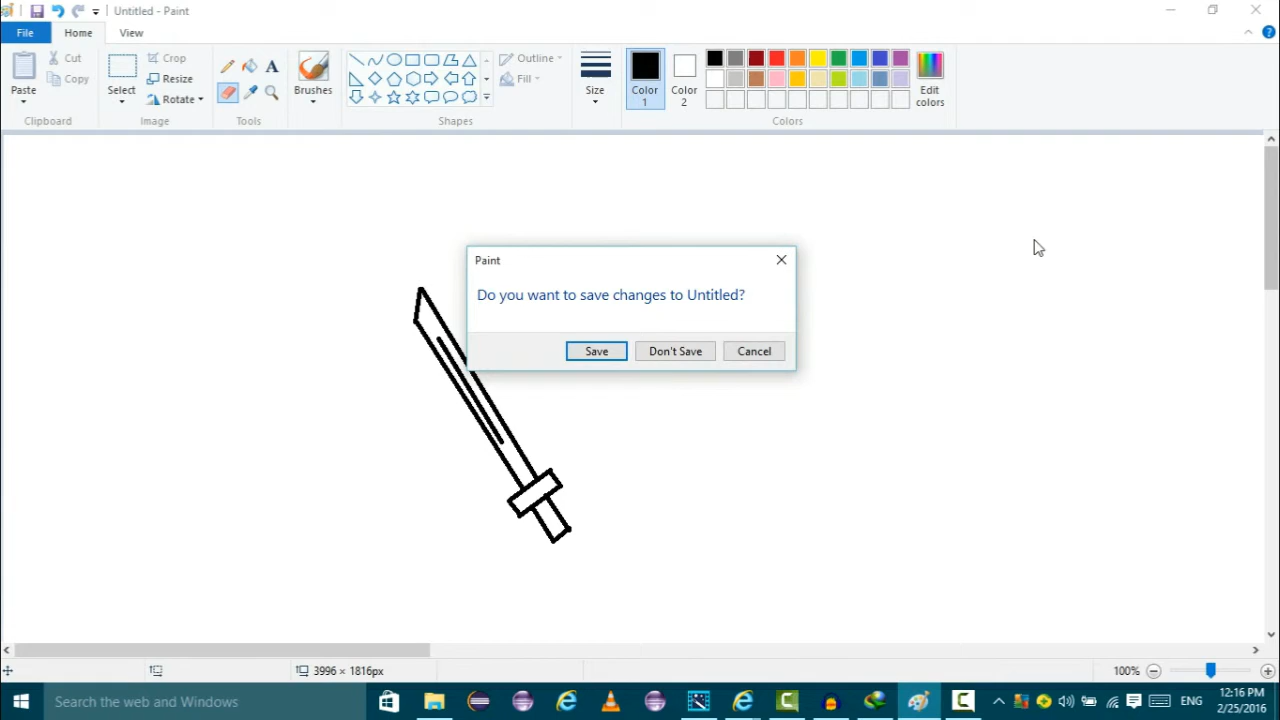 Untitled - Paint
File Home View
Paste
Cut
Copy
Clipboard
Select
Crop
Resize
Rotate
Image
A
Tools
Brushes
Outline
Fill
Shapes
Size
Color 1
Color 2
Edit colors
Colors
Paint
Do you want to save changes to Untitled?
Save Don't Save Cancel
3996 × 1816px
100%
Search the web and Windows
ENG
12:16 PM
2/25/2016